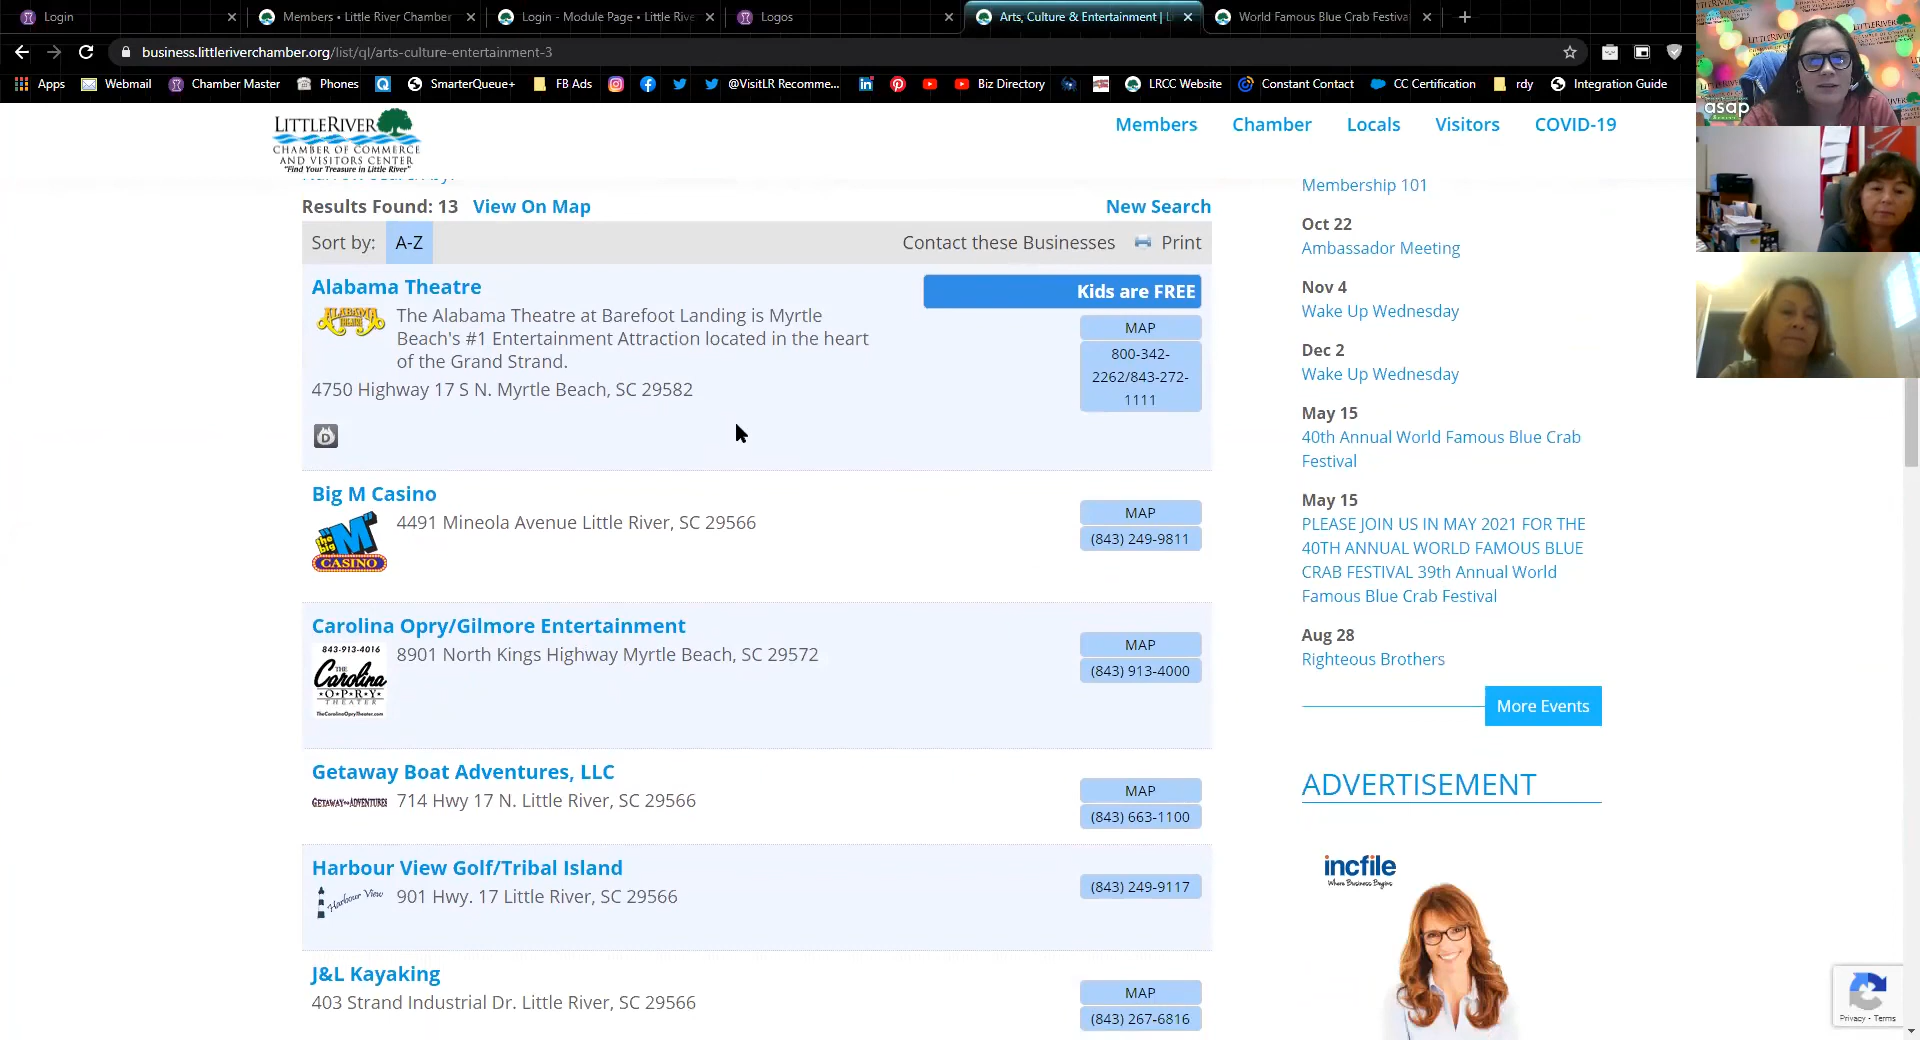 Login
Members • Little River Chamber
Login - Module Page • Little Rive
Logos
Arts, Culture & Entertainment | L
World Famous Blue Crab Festiva
business.littleriverchamber.org/list/ql/arts-culture-entertainment-3
Apps
Webmail
Chamber Master
Phones
SmarterQueue+
FB Ads
@VisitLR Recomme...
Biz Directory
LRCC Website
Constant Contact
CC Certification
rdy
Integration Guide
asap
LITTLE RIVER
CHAMBER OF COMMERCE
AND VISITORS CENTER
"Find Your Treasure in Little River"
Members
Chamber
Locals
Visitors
COVID-19
Results Found: 13 View On Map
New Search
Sort by: A-Z
Contact these Businesses
Print
Alabama Theatre
Kids are FREE
ALABAMA
THEATRE
The Alabama Theatre at Barefoot Landing is Myrtle
Beach's #1 Entertainment Attraction located in the heart
of the Grand Strand.
4750 Highway 17 S N. Myrtle Beach, SC 29582
MAP
800-342-
2262/843-272-
1111
D
Big M Casino
the big M
CASINO
4491 Mineola Avenue Little River, SC 29566
MAP
(843) 249-9811
Carolina Opry/Gilmore Entertainment
843-913-4016
THE
Carolina
OPRY
THEATER
TheCarolinaOpryTheater.com
8901 North Kings Highway Myrtle Beach, SC 29572
MAP
(843) 913-4000
Getaway Boat Adventures, LLC
714 Hwy 17 N. Little River, SC 29566
MAP
(843) 663-1100
Harbour View Golf/Tribal Island
Harbour View
901 Hwy. 17 Little River, SC 29566
(843) 249-9117
J&L Kayaking
403 Strand Industrial Dr. Little River, SC 29566
MAP
(843) 267-6816
Membership 101
Oct 22
Ambassador Meeting
Nov 4
Wake Up Wednesday
Dec 2
Wake Up Wednesday
May 15
40th Annual World Famous Blue Crab
Festival
May 15
PLEASE JOIN US IN MAY 2021 FOR THE
40TH ANNUAL WORLD FAMOUS BLUE
CRAB FESTIVAL 39th Annual World
Famous Blue Crab Festival
Aug 28
Righteous Brothers
More Events
ADVERTISEMENT
incfile
Where Business Begins
Privacy - Terms